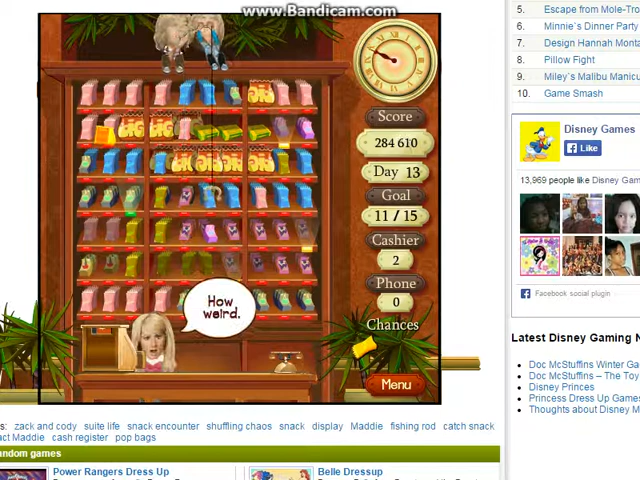 www.Bandicam.com
Score
284 610
Day 13
Goal
11 / 15
Cashier
2
Phone
0
Chances
Menu
How
weird.
s: zack and cody suite life snack encounter shuffling chaos snack display Maddie fishing rod catch snack
act Maddie cash register pop bags
andom games
Power Rangers Dress Up
Belle Dressup
5. Escape from Mole-Tro
6. Minnie's Dinner Party
7. Design Hannah Monta
8. Pillow Fight
9. Miley's Malibu Manicu
10. Game Smash
Disney Games
Like
13,969 people like Disney Gam
Facebook social plugin
Latest Disney Gaming N
Doc McStuffins Winter Ga
Doc McStuffins – The Toy
Disney Princes
Princess Dress Up Games
Thoughts about Disney M